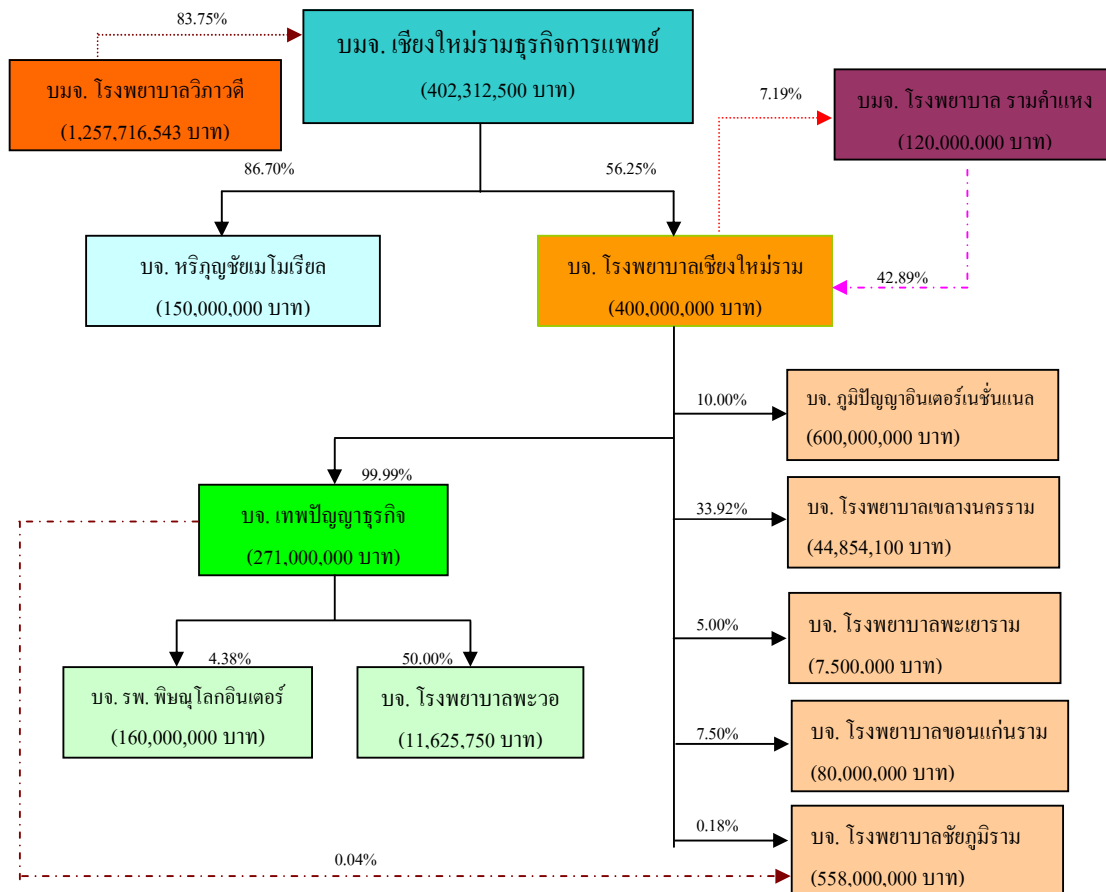 83.75%
บมจ. เชียงใหม่รามธุรกิจการแพทย์
(402,312,500 บาท)
บมจ. โรงพยาบาลวิภาวดี
(1,257,716,543 บาท)
7.19%
บมจ. โรงพยาบาล รามคำแหง
(120,000,000 บาท)
86.70%
56.25%
บจ. หริภุญชัยเมโมเรียล
(150,000,000 บาท)
บจ. โรงพยาบาลเชียงใหม่ราม
(400,000,000 บาท)
42.89%
10.00%
บจ. ภูมิปัญญาอินเตอร์เนชั่นแนล
(600,000,000 บาท)
99.99%
บจ. เทพปัญญาธุรกิจ
(271,000,000 บาท)
33.92%
บจ. โรงพยาบาลเขลางนครราม
(44,854,100 บาท)
5.00%
บจ. โรงพยาบาลพะเยาราม
(7,500,000 บาท)
4.38%
50.00%
บจ. รพ. พิษณุโลกอินเตอร์
(160,000,000 บาท)
บจ. โรงพยาบาลพะวอ
(11,625,750 บาท)
7.50%
บจ. โรงพยาบาลขอนแก่นราม
(80,000,000 บาท)
0.18%
บจ. โรงพยาบาลชัยภูมิราม
(558,000,000 บาท)
0.04%